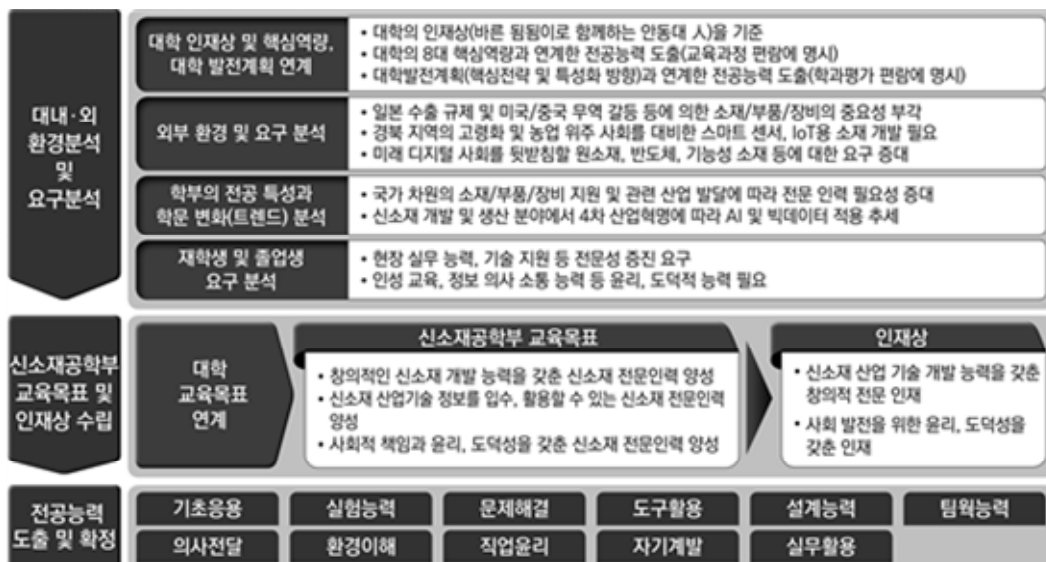 대내·외
환경분석
및
요구분석
대학 인재상 및 핵심역량,
대학 발전계획 연계
• 대학의 인재상(바른 됨됨이로 함께하는 안동대 人)을 기준
• 대학의 8대 핵심역량과 연계한 전공능력 도출(교육과정 편람에 명시)
• 대학발전계획(핵심전략 및 특성화 방향)과 연계한 전공능력 도출(학과평가 편람에 명시)
외부 환경 및 요구 분석
• 일본 수출 규제 및 미국/중국 무역 갈등 등에 의한 소재/부품/장비의 중요성 부각
• 경북 지역의 고령화 및 농업 위주 사회를 대비한 스마트 센서, IoT용 소재 개발 필요
• 미래 디지털 사회를 뒷받침할 원소재, 반도체, 기능성 소재 등에 대한 요구 증대
학부의 전공 특성과
학문 변화(트렌드) 분석
• 국가 차원의 소재/부품/장비 지원 및 관련 산업 발달에 따라 전문 인력 필요성 증대
• 신소재 개발 및 생산 분야에서 4차 산업혁명에 따라 AI 및 빅데이터 적용 추세
재학생 및 졸업생
요구 분석
• 현장 실무 능력, 기술 지원 등 전문성 증진 요구
• 인성 교육, 정보 의사 소통 능력 등 윤리, 도덕적 능력 필요
신소재공학부
교육목표 및
인재상 수립
대학
교육목표
연계
신소재공학부 교육목표
• 창의적인 신소재 개발 능력을 갖춘 신소재 전문인력 양성
• 신소재 산업기술 정보를 입수, 활용할 수 있는 신소재 전문인력
양성
• 사회적 책임과 윤리, 도덕성을 갖춘 신소재 전문인력 양성
인재상
• 신소재 산업 기술 개발 능력을 갖춘
창의적 전문 인재
• 사회 발전을 위한 윤리, 도덕성을
갖춘 인재
전공능력
도출 및 확정
기초응용 실험능력 문제해결 도구활용 설계능력 팀웍능력
의사전달 환경이해 직업윤리 자기계발 실무활용